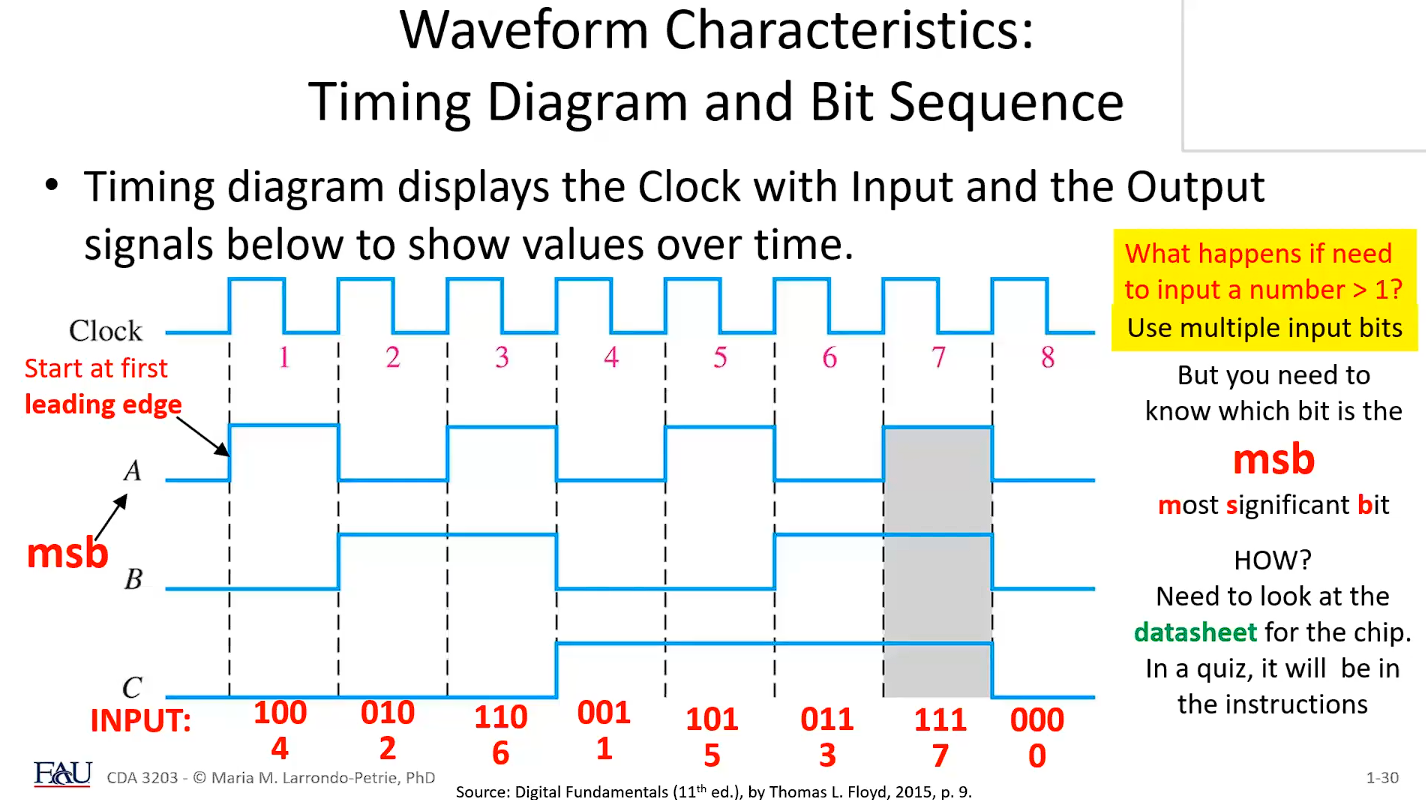 Waveform Characteristics:
Timing Diagram and Bit Sequence
• Timing diagram displays the Clock with Input and the Output
signals below to show values over time.
What happens if need
to input a number > 1?
Use multiple input bits
Clock
1 2 3 4 5 6 7 8
Start at first
leading edge
But you need to
know which bit is the
msb
most significant bit
A
msb
B
HOW?
Need to look at the
datasheet for the chip.
In a quiz, it will be in
the instructions
C
INPUT: 100 010 110 001 101 011 111 000
4 2 6 1 5 3 7 0
FAU CDA 3203 - © Maria M. Larrondo-Petrie, PhD
Source: Digital Fundamentals (11th ed.), by Thomas L. Floyd, 2015, p. 9.
1-30